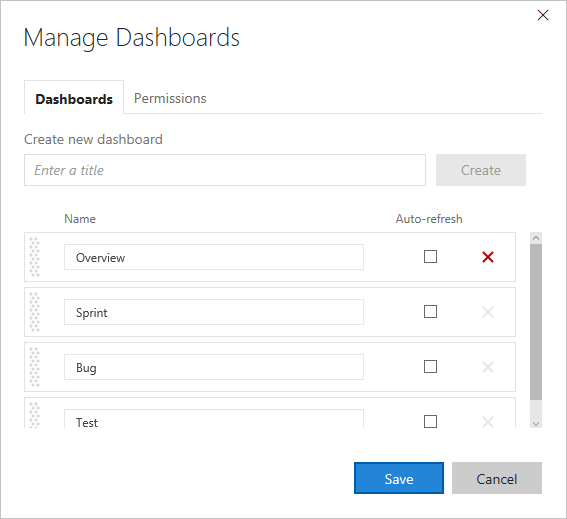 Manage Dashboards
Dashboards Permissions
Create new dashboard
Enter a title Create
Name Auto-refresh
Overview
Sprint
Bug
Test
Save Cancel